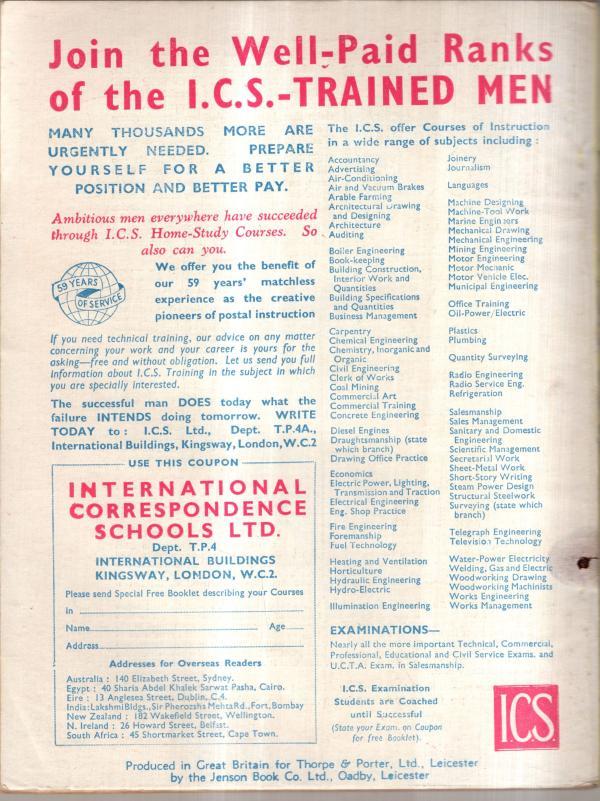 Join the Well-Paid Ranks
of the I.C.S.-TRAINED MEN
MANY THOUSANDS MORE ARE
URGENTLY NEEDED. PREPARE
YOURSELF FOR A BETTER
POSITION AND BETTER PAY.
Ambitious men everywhere have succeeded
through I.C.S. Home-Study Courses. So
also can you.
59 YEARS
OF SERVICE
We offer you the benefit of
our 59 years' matchless
experience as the creative
pioneers of postal instruction
If you need technical training, our advice on any matter
concerning your work and your career is yours for the
asking—free and without obligation. Let us send you full
information about I.C.S. Training in the subject in which
you are specially interested.
The successful man DOES today what the
failure INTENDS doing tomorrow. WRITE
TODAY to: I.C.S. Ltd., Dept. T.P.4A.,
International Buildings, Kingsway, London, W.C.2
USE THIS COUPON
INTERNATIONAL
CORRESPONDENCE
SCHOOLS LTD.
Dept. T.P.4
INTERNATIONAL BUILDINGS
KINGSWAY, LONDON, W.C.2.
Please send Special Free Booklet describing your Courses
in
Name Age
Address
Addresses for Overseas Readers
Australia : 140 Elizabeth Street, Sydney.
Egypt : 40 Sharia Abdel Khalek Sarwat Pasha, Cairo.
Eire : 13 Anglesea Street, Dublin, C.4.
India: Lakshmi Bldgs., Sir Pherozsha Mehta Rd., Fort, Bombay
New Zealand : 182 Wakefield Street, Wellington.
N. Ireland : 26 Howard Street, Belfast.
South Africa : 45 Shortmarket Street, Cape Town.
The I.C.S. offer Courses of Instruction
in a wide range of subjects including :
Accountancy
Advertising
Air-Conditioning
Air and Vacuum Brakes
Arable Farming
Architectural Drawing
and Designing
Architecture
Auditing
Boiler Engineering
Book-keeping
Building Construction,
Interior Work and
Quantities
Building Specifications
and Quantities
Business Management
Carpentry
Chemical Engineering
Chemistry, Inorganic and
Organic
Civil Engineering
Clerk of Works
Coal Mining
Commercial Art
Commercial Training
Concrete Engineering
Diesel Engines
Draughtsmanship (state
which branch)
Drawing Office Practice
Economics
Electric Power, Lighting,
Transmission and Traction
Electrical Engineering
Eng. Shop Practice
Fire Engineering
Foremanship
Fuel Technology
Heating and Ventilation
Horticulture
Hydraulic Engineering
Hydro-Electric
Illumination Engineering
Joinery
Journalism
Languages
Machine Designing
Machine-Tool Work
Marine Engineers
Mechanical Drawing
Mechanical Engineering
Mining Engineering
Motor Engineering
Motor Mechanic
Motor Vehicle Elec.
Municipal Engineering
Office Training
Oil-Power/Electric
Plastics
Plumbing
Quantity Surveying
Radio Engineering
Radio Service Eng.
Refrigeration
Salesmanship
Sales Management
Sanitary and Domestic
Engineering
Scientific Management
Secretarial Work
Sheet-Metal Work
Short-Story Writing
Steam Power Design
Structural Steelwork
Surveying (state which
branch)
Telegraph Engineering
Television Technology
Water-Power Electricity
Welding, Gas and Electric
Woodworking Drawing
Woodworking Machinists
Works Engineering
Works Management
EXAMINATIONS—
Nearly all the more important Technical, Commercial,
Professional, Educational and Civil Service Exams. and
U.C.T.A. Exam. in Salesmanship.
I.C.S. Examination
Students are Coached
until Successful
(State your Exam. on Coupon
for free Booklet).
I.C.S.
Produced in Great Britain for Thorpe & Porter, Ltd., Leicester
by the Jenson Book Co. Ltd., Oadby, Leicester